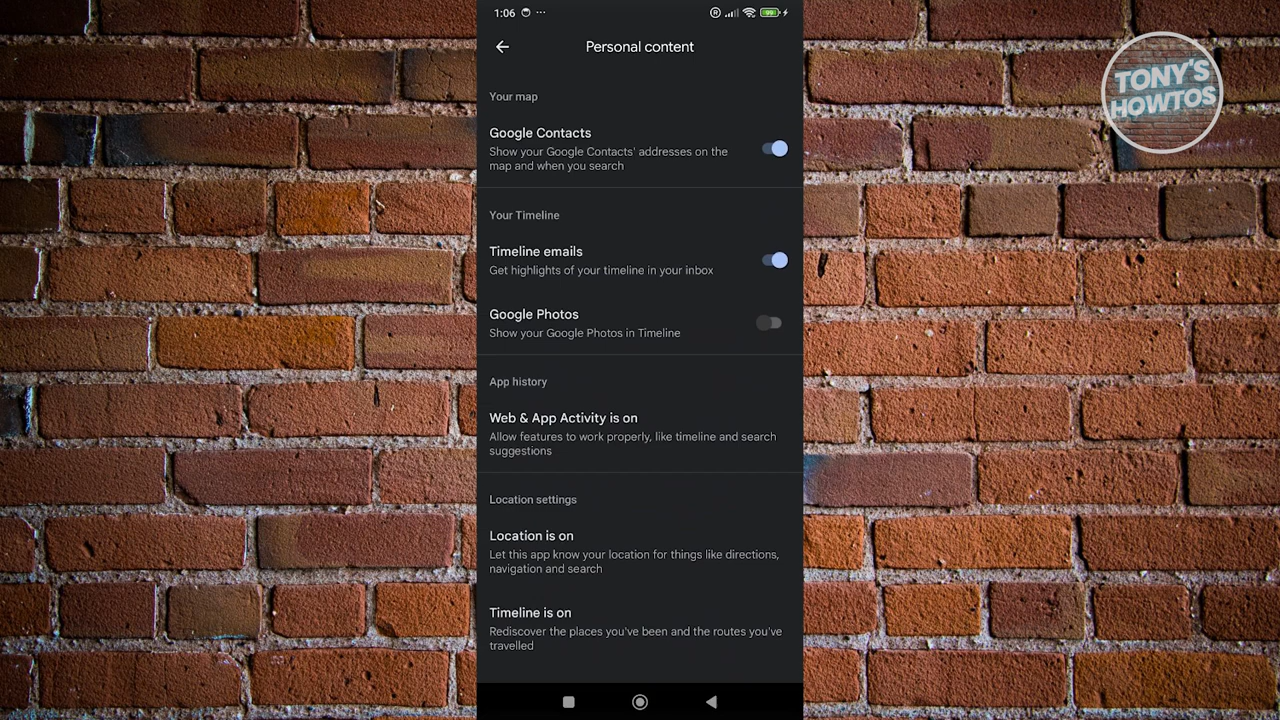 1:06
99
Personal content
TONY'S
HOWTOS
Your map
Google Contacts
Show your Google Contacts' addresses on the
map and when you search
Your Timeline
Timeline emails
Get highlights of your timeline in your inbox
Google Photos
Show your Google Photos in Timeline
App history
Web & App Activity is on
Allow features to work properly, like timeline and search
suggestions
Location settings
Location is on
Let this app know your location for things like directions,
navigation and search
Timeline is on
Rediscover the places you've been and the routes you've
travelled